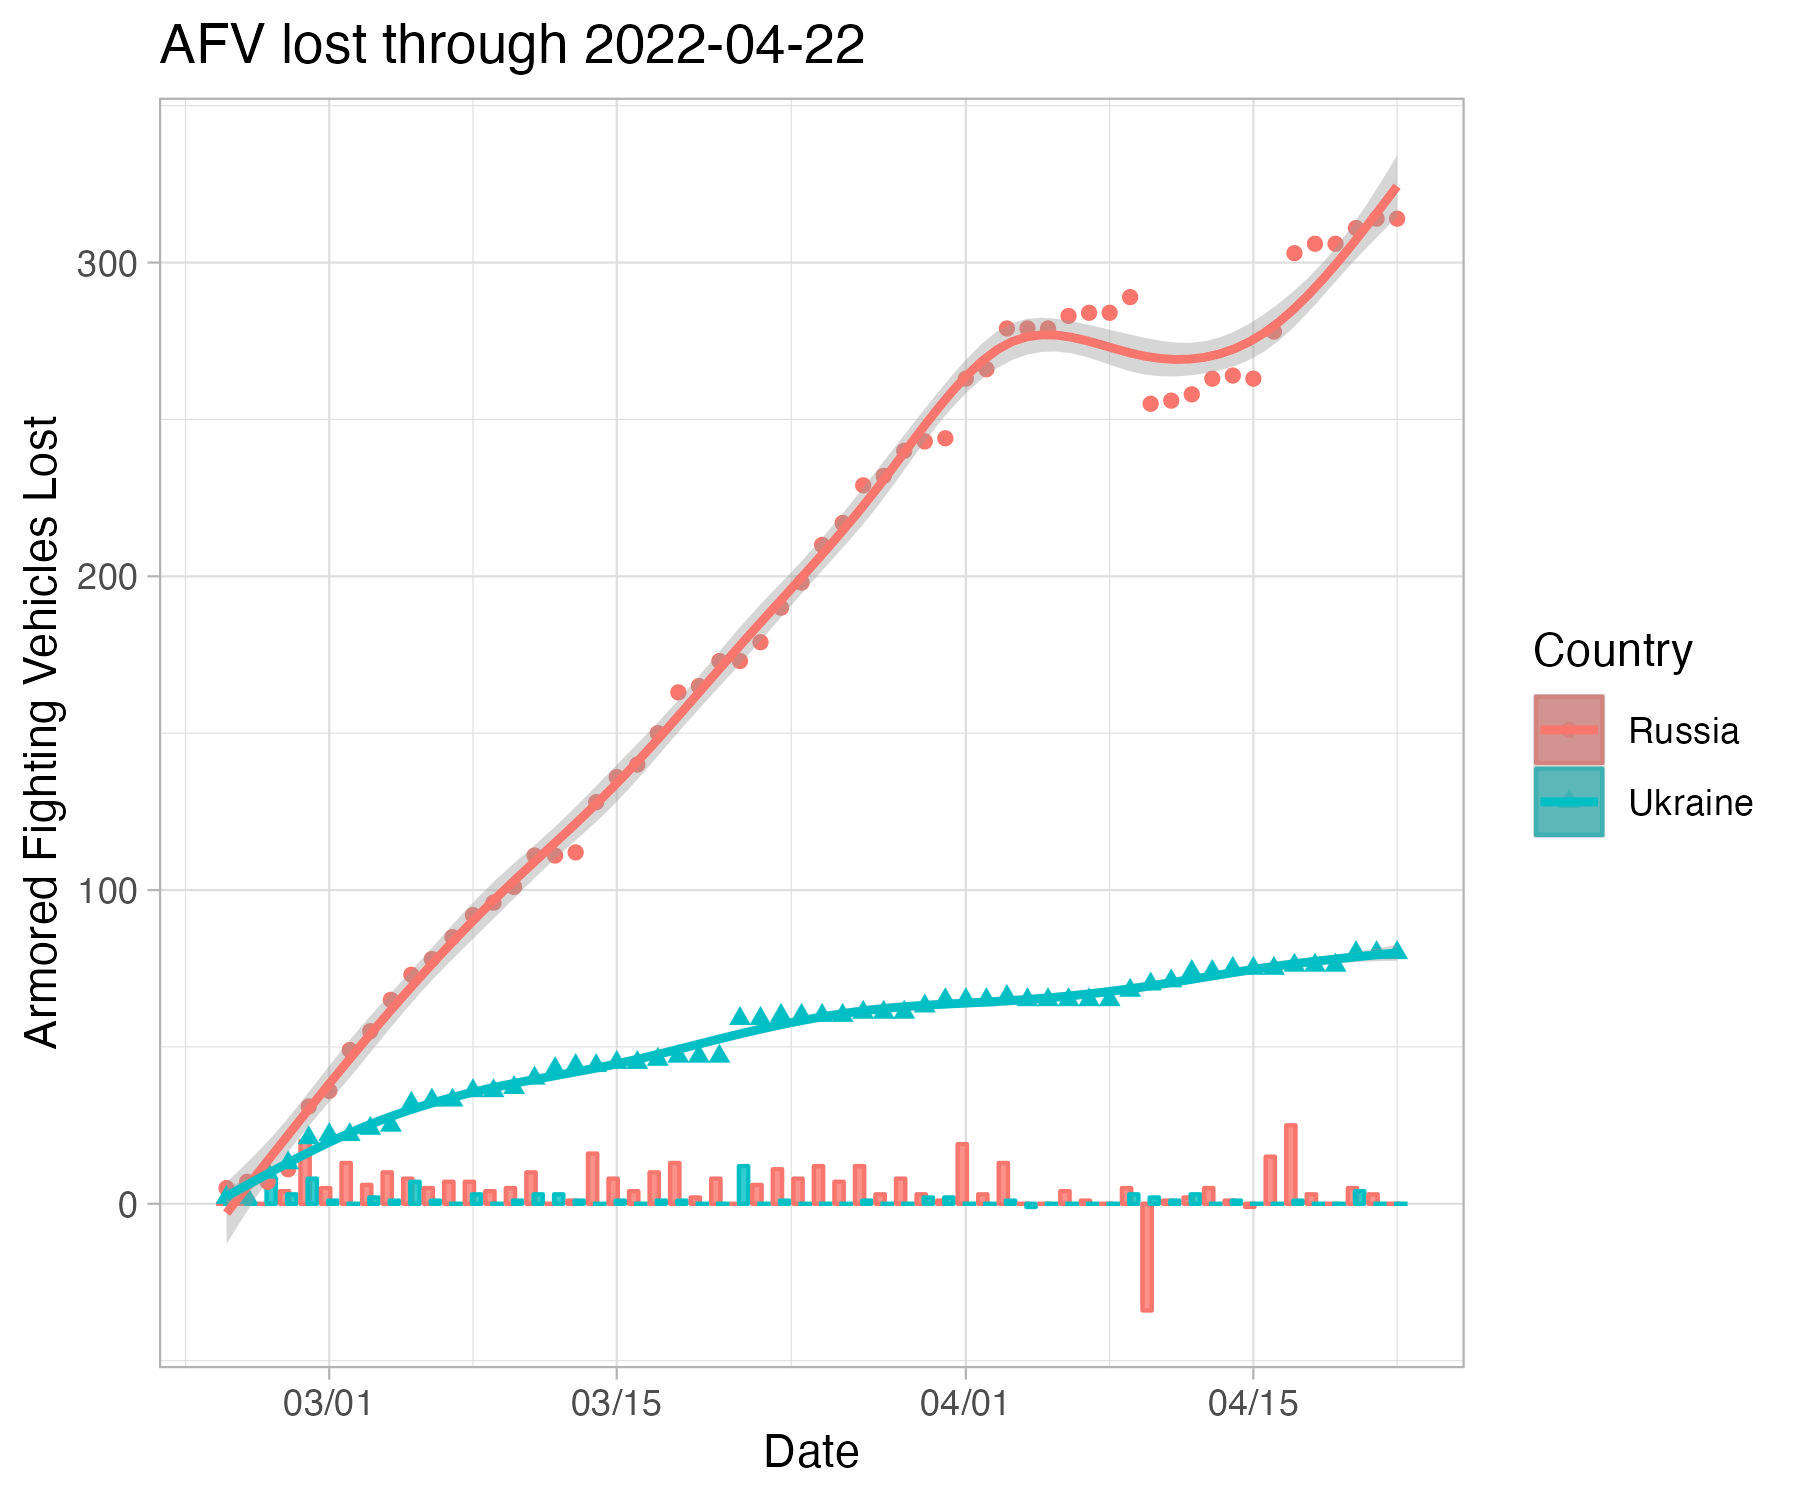 AFV lost through 2022-04-22
Armored Fighting Vehicles Lost
300
200
100
0
03/01
03/15
04/01
04/15
Date
Country
Russia
Ukraine